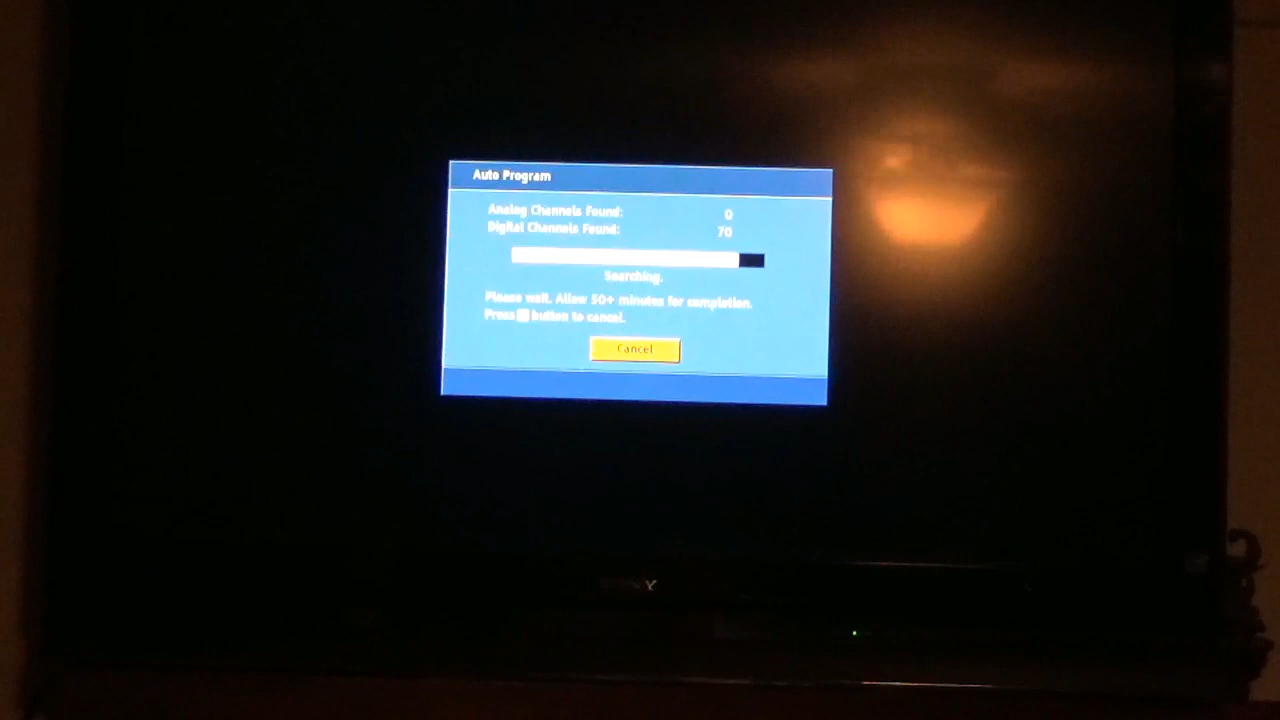 Auto Program
Analog Channels Found: 0
Digital Channels Found: 70
Searching.
Please wait. Allow 50+ minutes for completion.
Press button to cancel.
Cancel